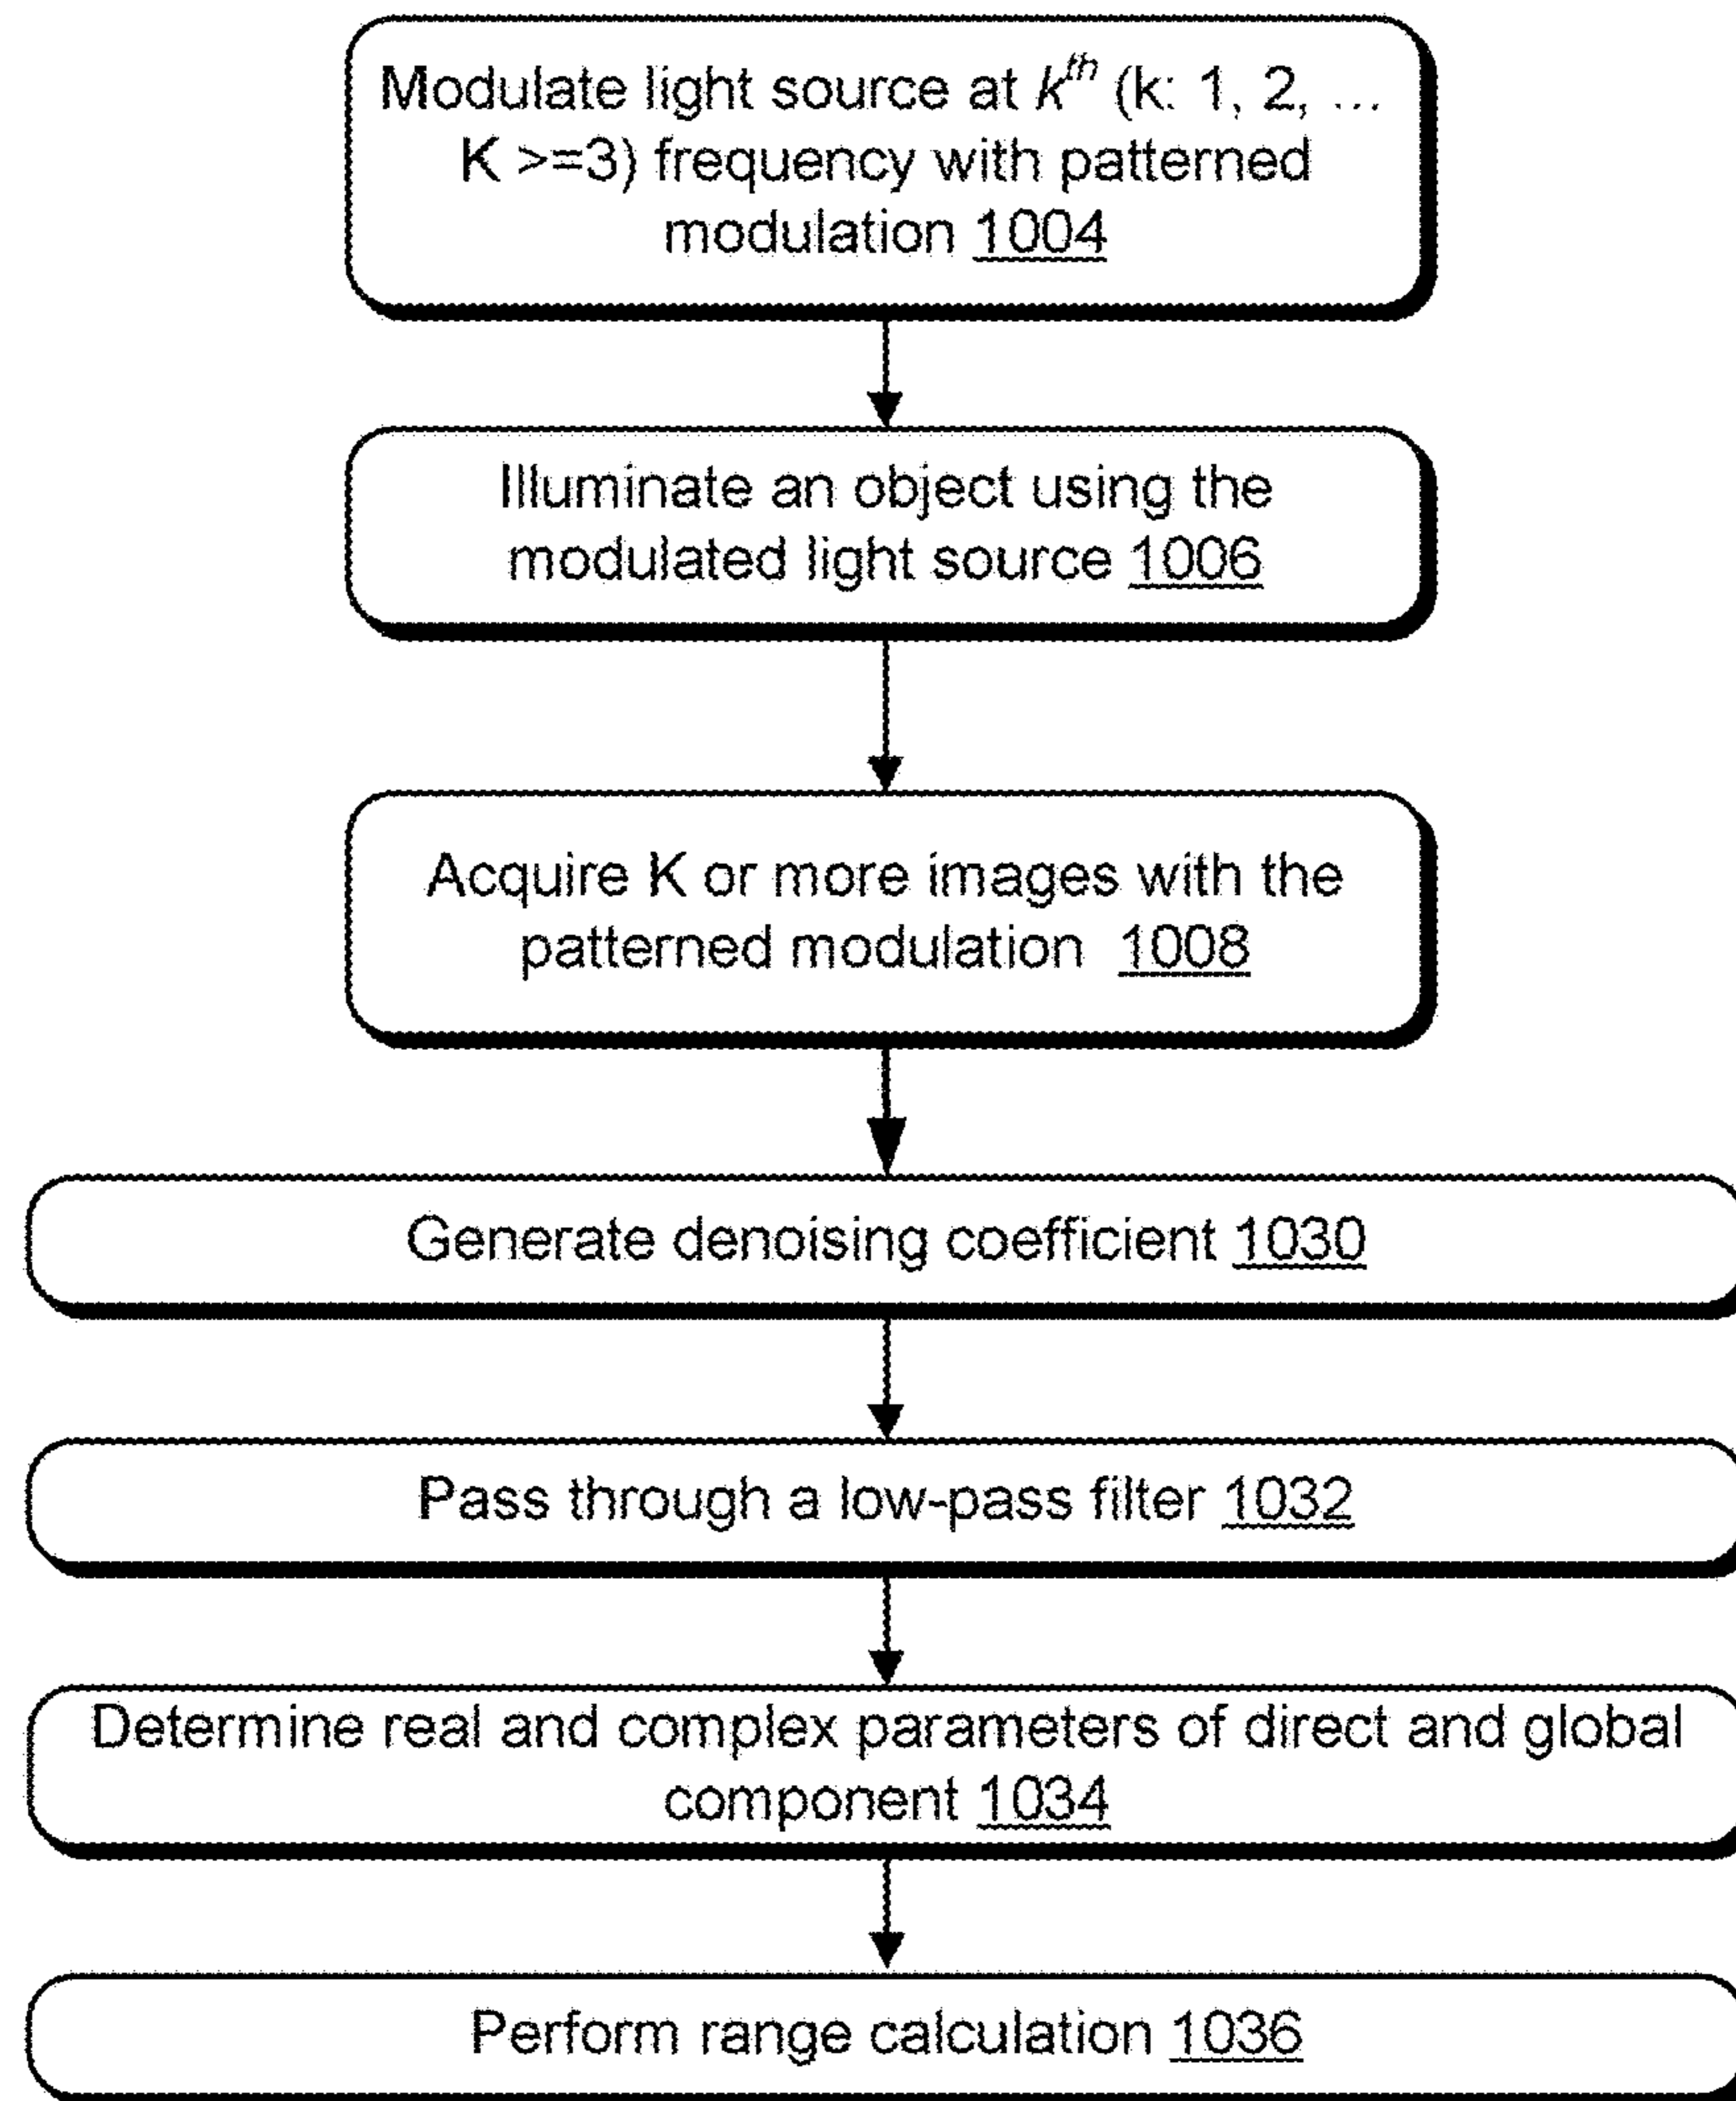 Modulate light source at kth (k: 1, 2, ...
K >=3) frequency with patterned
modulation 1004
Illuminate an object using the
modulated light source 1006
Acquire K or more images with the
patterned modulation 1008
Generate denoising coefficient 1030
Pass through a low-pass filter 1032
Determine real and complex parameters of direct and global
component 1034
Perform range calculation 1036